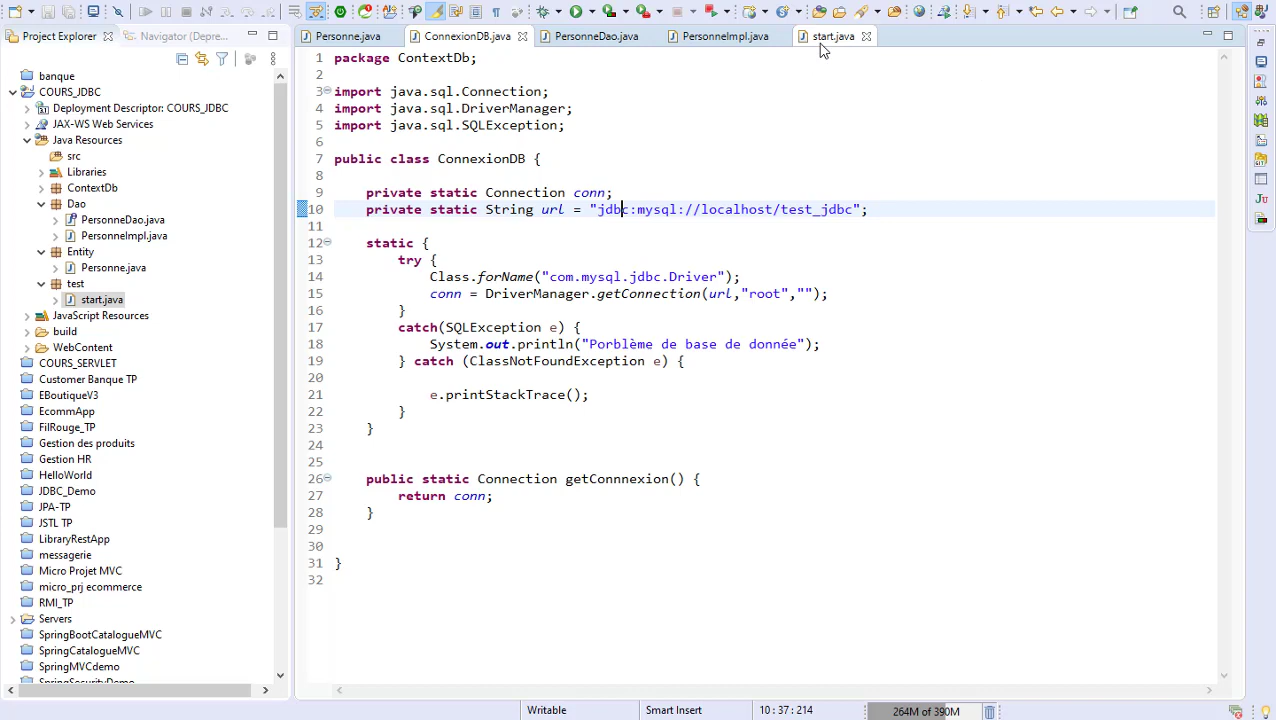 Project Explorer
Navigator (Depre...
Personne.java
ConnexionDB.java
PersonneDao.java
PersonneImpl.java
start.java
banque
COURS_JDBC
Deployment Descriptor: COURS_JDBC
JAX-WS Web Services
Java Resources
src
Libraries
ContextDb
Dao
PersonneDao.java
PersonneImpl.java
Entity
Personne.java
test
start.java
JavaScript Resources
build
WebContent
COURS_SERVLET
Customer Banque TP
EBoutiqueV3
EcommApp
FilRouge_TP
Gestion des produits
Gestion HR
HelloWorld
JDBC_Demo
JPA-TP
JSTL TP
LibraryRestApp
messagerie
Micro Projet MVC
micro_prj ecommerce
RMI_TP
Servers
SpringBootCatalogueMVC
SpringCatalogueMVC
SpringMVCdemo
SpringSecurityDemo
1 package ContextDb;
2
3 import java.sql.Connection;
4 import java.sql.DriverManager;
5 import java.sql.SQLException;
6
7 public class ConnexionDB {
8
9 private static Connection conn;
10 private static String url = "jdbc:mysql://localhost/test_jdbc";
11
12 static {
13 try {
14 Class.forName("com.mysql.jdbc.Driver");
15 conn = DriverManager.getConnection(url,"root","");
16 }
17 catch(SQLException e) {
18 System.out.println("Porblème de base de donnée");
19 } catch (ClassNotFoundException e) {
20
21 e.printStackTrace();
22 }
23 }
24
25
26 public static Connection getConnnexion() {
27 return conn;
28 }
29
30
31 }
32
Writable
Smart Insert
10 : 37 : 214
264M of 390M